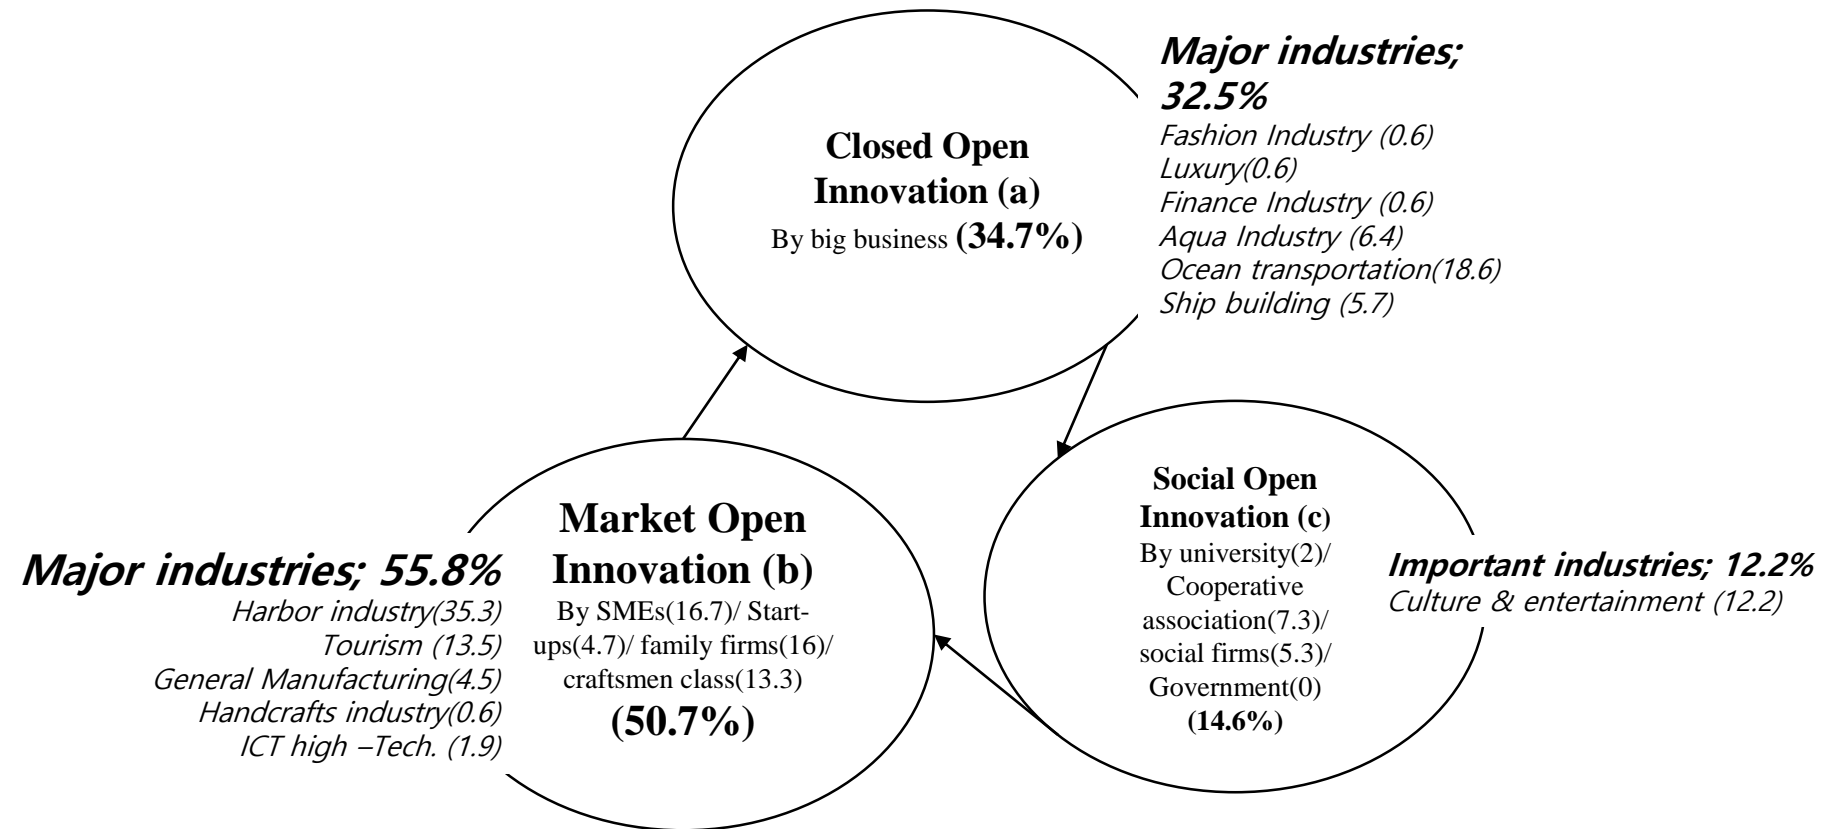 Major industries;
32.5%
Fashion Industry (0.6)
Luxury(0.6)
Finance Industry (0.6)
Aqua Industry (6.4)
Ocean transportation(18.6)
Ship building (5.7)
Closed Open
Innovation (a)
By big business (34.7%)
Market Open
Innovation (b)
By SMEs(16.7)/ Start-
ups(4.7)/ family firms(16)/
craftsmen class(13.3)
(50.7%)
Major industries; 55.8%
Harbor industry(35.3)
Tourism (13.5)
General Manufacturing(4.5)
Handcrafts industry(0.6)
ICT high –Tech. (1.9)
Social Open
Innovation (c)
By university(2)/
Cooperative
association(7.3)/
social firms(5.3)/
Government(0)
(14.6%)
Important industries; 12.2%
Culture & entertainment (12.2)